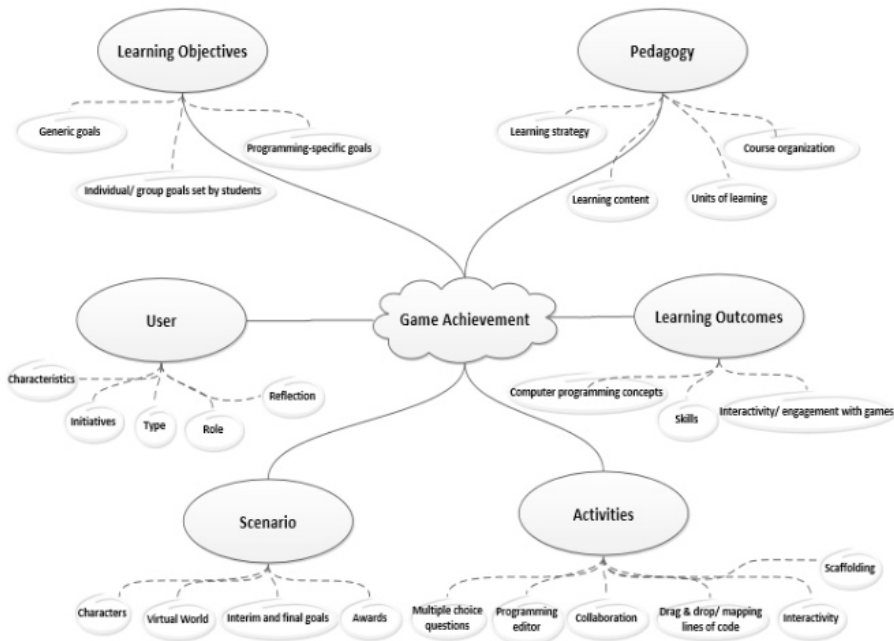 Learning Objectives
Generic goals
Programming-specific goals
Individual/ group goals set by students
Pedagogy
Learning strategy
Course organization
Learning content
Units of learning
Game Achievement
User
Characteristics
Initiatives
Type
Role
Reflection
Learning Outcomes
Computer programming concepts
Skills
Interactivity/ engagement with games
Scenario
Characters
Virtual World
Interim and final goals
Awards
Activities
Multiple choice
questions
Programming
editor
Collaboration
Drag & drop/ mapping
lines of code
Interactivity
Scaffolding